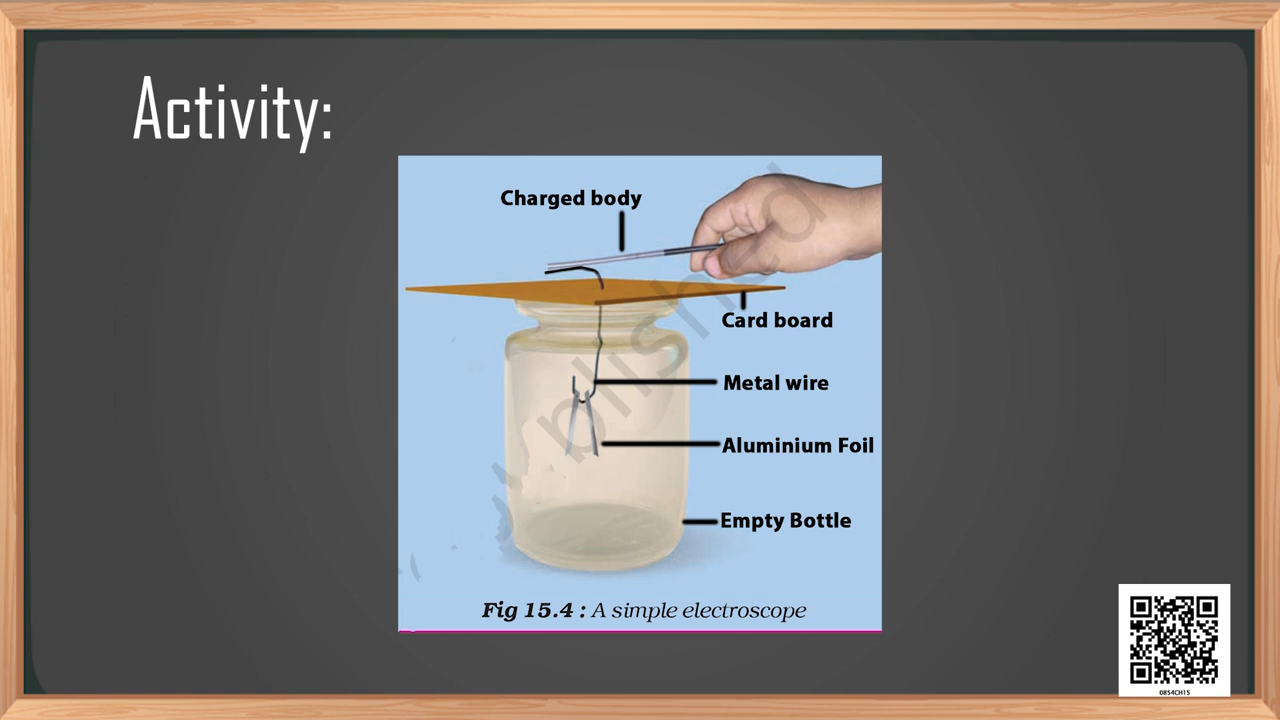 Activity:
Charged body
Card board
Metal wire
Aluminium Foil
Empty Bottle
Fig 15.4 : A simple electroscope
0854CH15